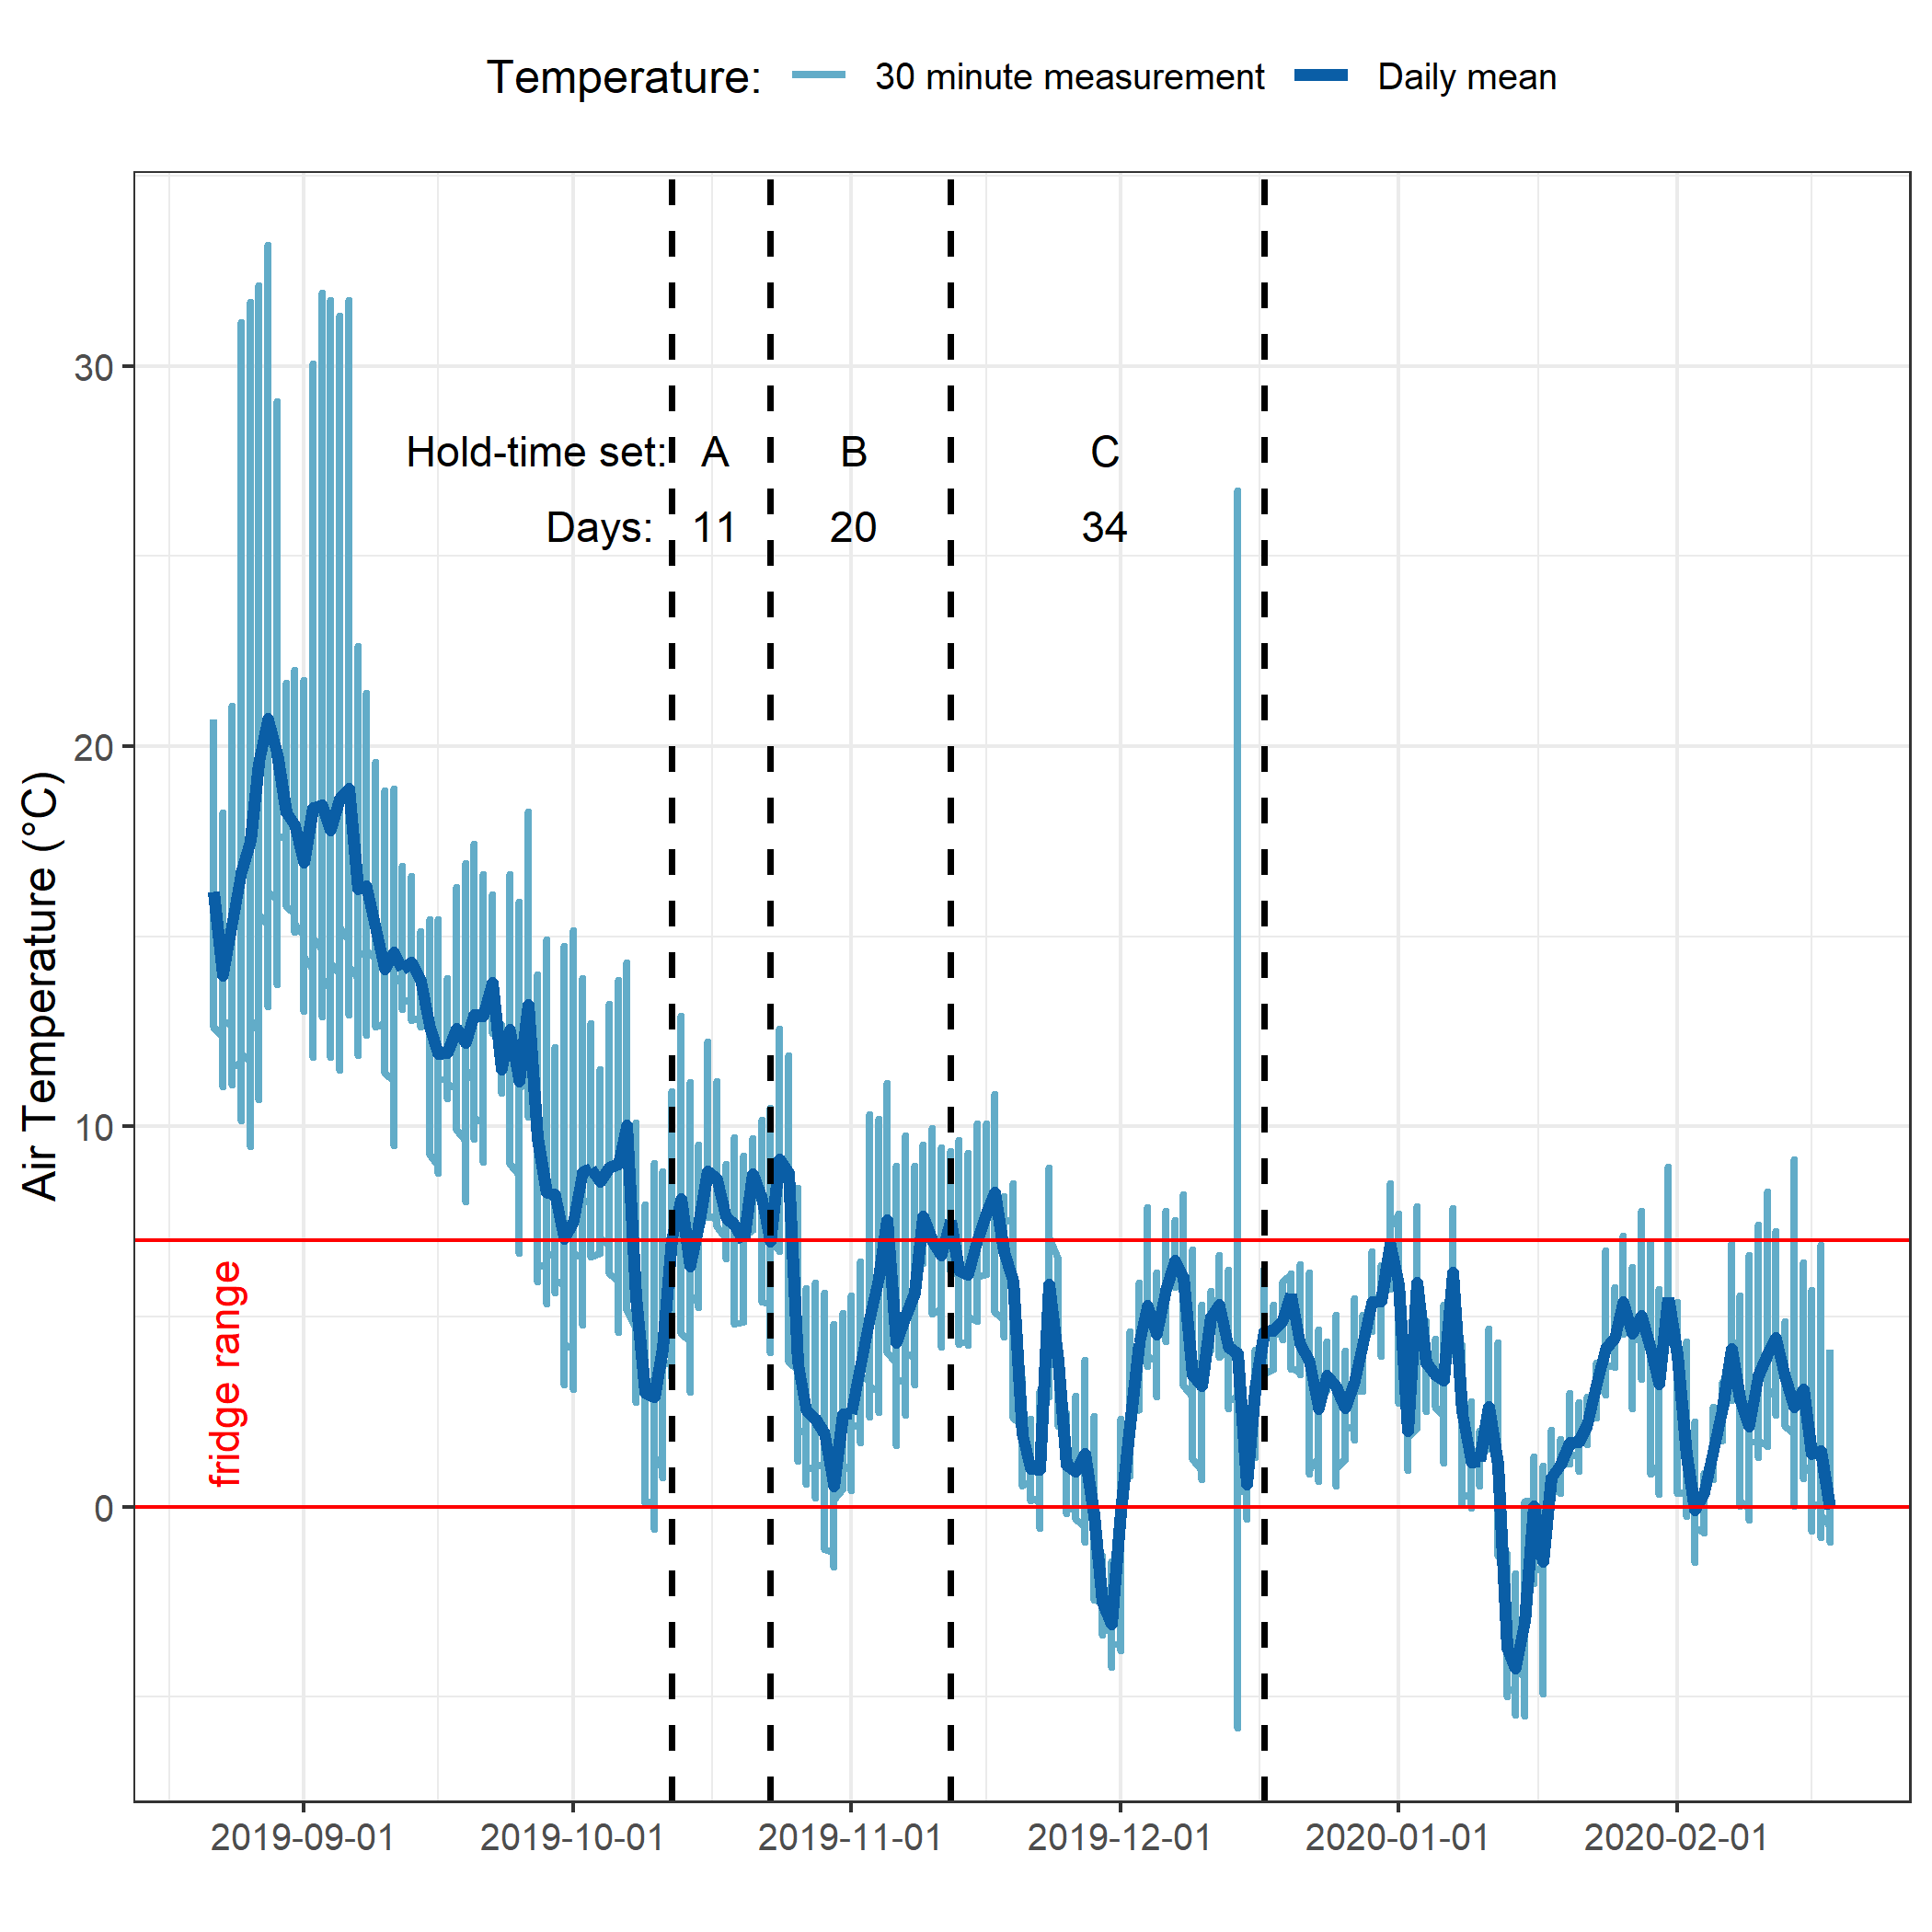 Temperature: 30 minute measurement Daily mean
30
20
10
0
Air Temperature (°C)
Hold-time set: A B C
Days: 11 20 34
fridge range
2019-09-01 2019-10-01 2019-11-01 2019-12-01 2020-01-01 2020-02-01